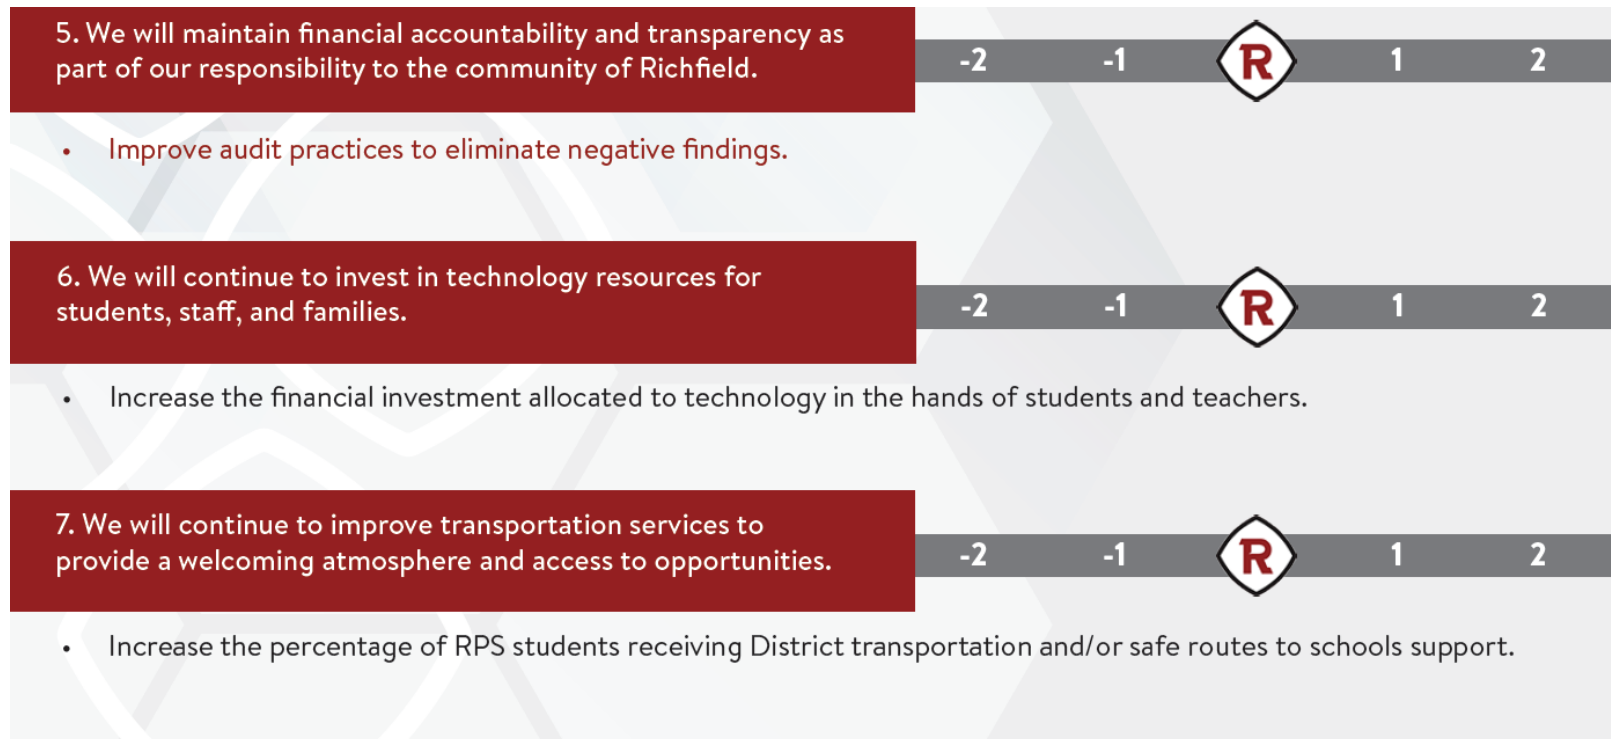 5. We will maintain financial accountability and transparency as
part of our responsibility to the community of Richfield.
-2 -1 R 1 2
• Improve audit practices to eliminate negative findings.
6. We will continue to invest in technology resources for
students, staff, and families.
-2 -1 R 1 2
• Increase the financial investment allocated to technology in the hands of students and teachers.
7. We will continue to improve transportation services to
provide a welcoming atmosphere and access to opportunities.
-2 -1 R 1 2
• Increase the percentage of RPS students receiving District transportation and/or safe routes to schools support.